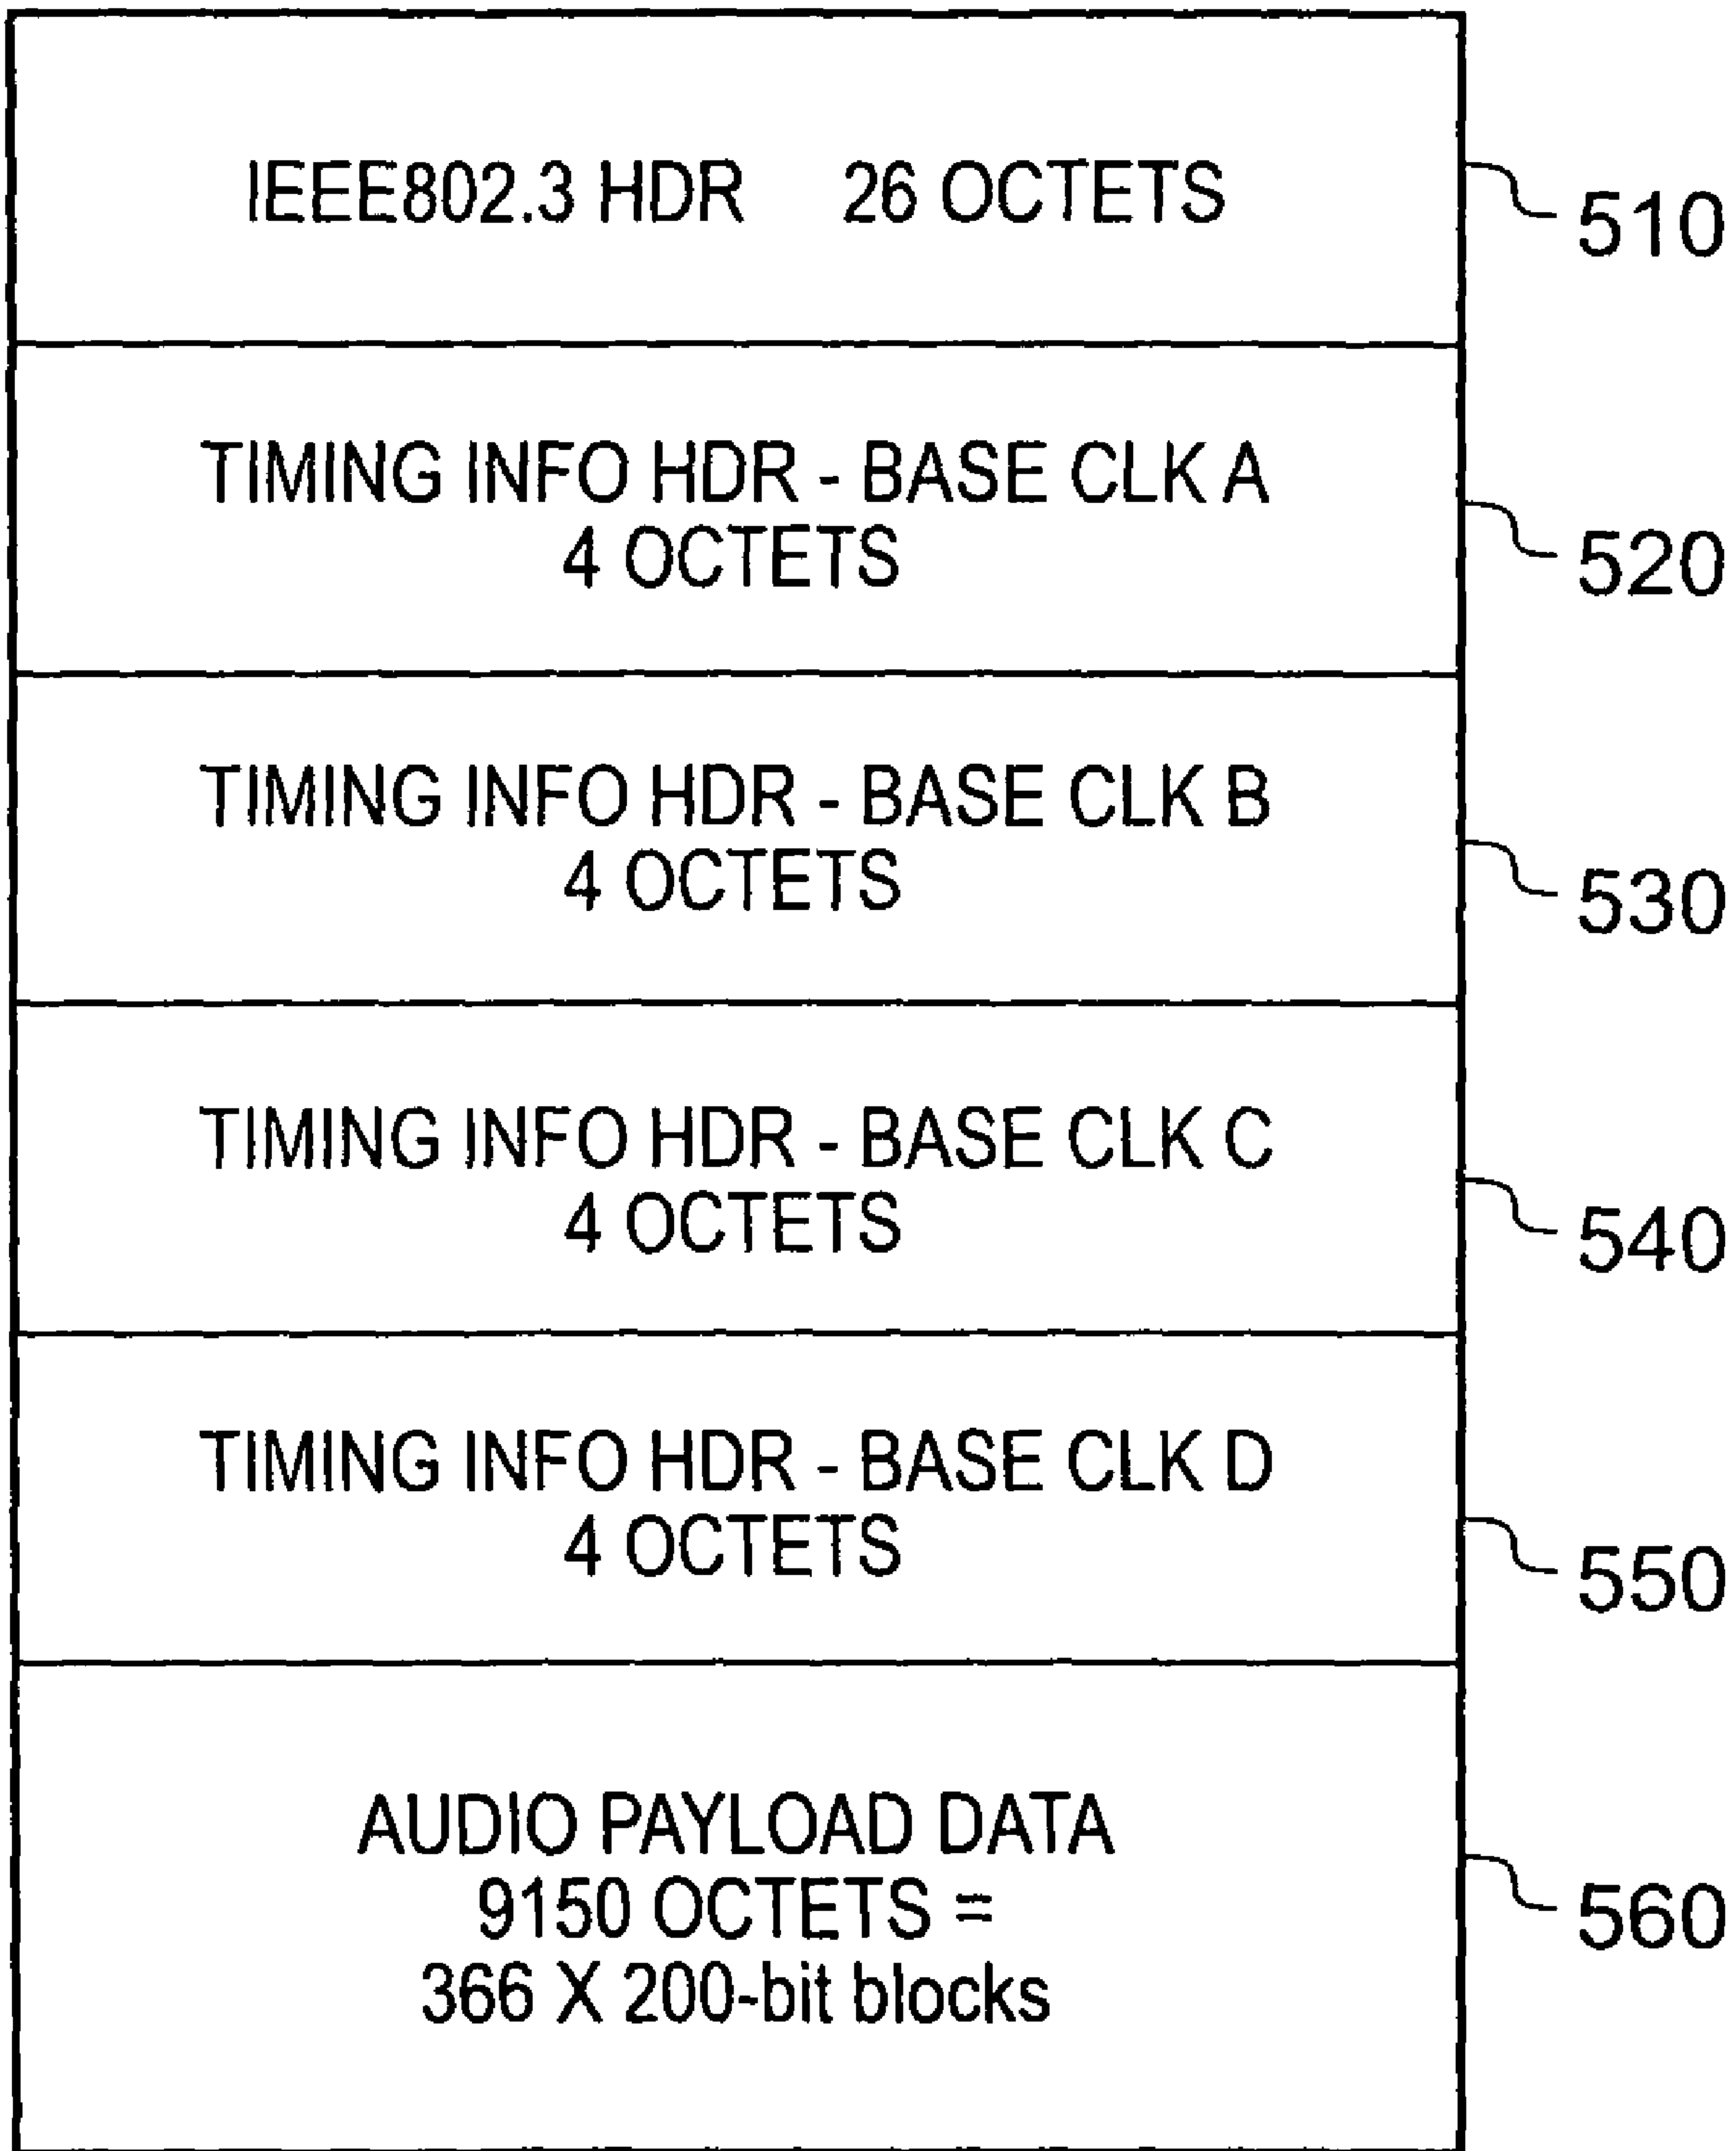 IEEE802.3 HDR 26 OCTETS
510
TIMING INFO HDR - BASE CLK A
4 OCTETS
520
TIMING INFO HDR - BASE CLK B
4 OCTETS
530
TIMING INFO HDR - BASE CLK C
4 OCTETS
540
TIMING INFO HDR - BASE CLK D
4 OCTETS
550
AUDIO PAYLOAD DATA
9150 OCTETS =
366 X 200-bit blocks
560